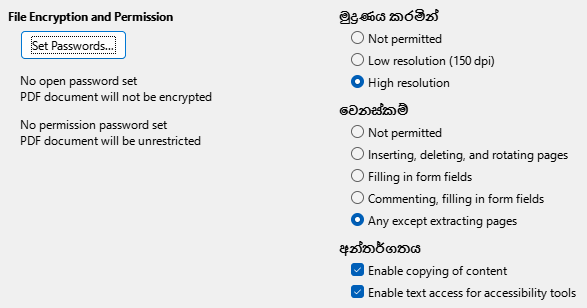 File Encryption and Permission
Set Passwords...
No open password set
PDF document will not be encrypted
No permission password set
PDF document will be unrestricted
මුද්‍රණය කරමින්
Not permitted
Low resolution (150 dpi)
High resolution
වෙනස්කම්
Not permitted
Inserting, deleting, and rotating pages
Filling in form fields
Commenting, filling in form fields
Any except extracting pages
අන්තර්ගතය
Enable copying of content
Enable text access for accessibility tools